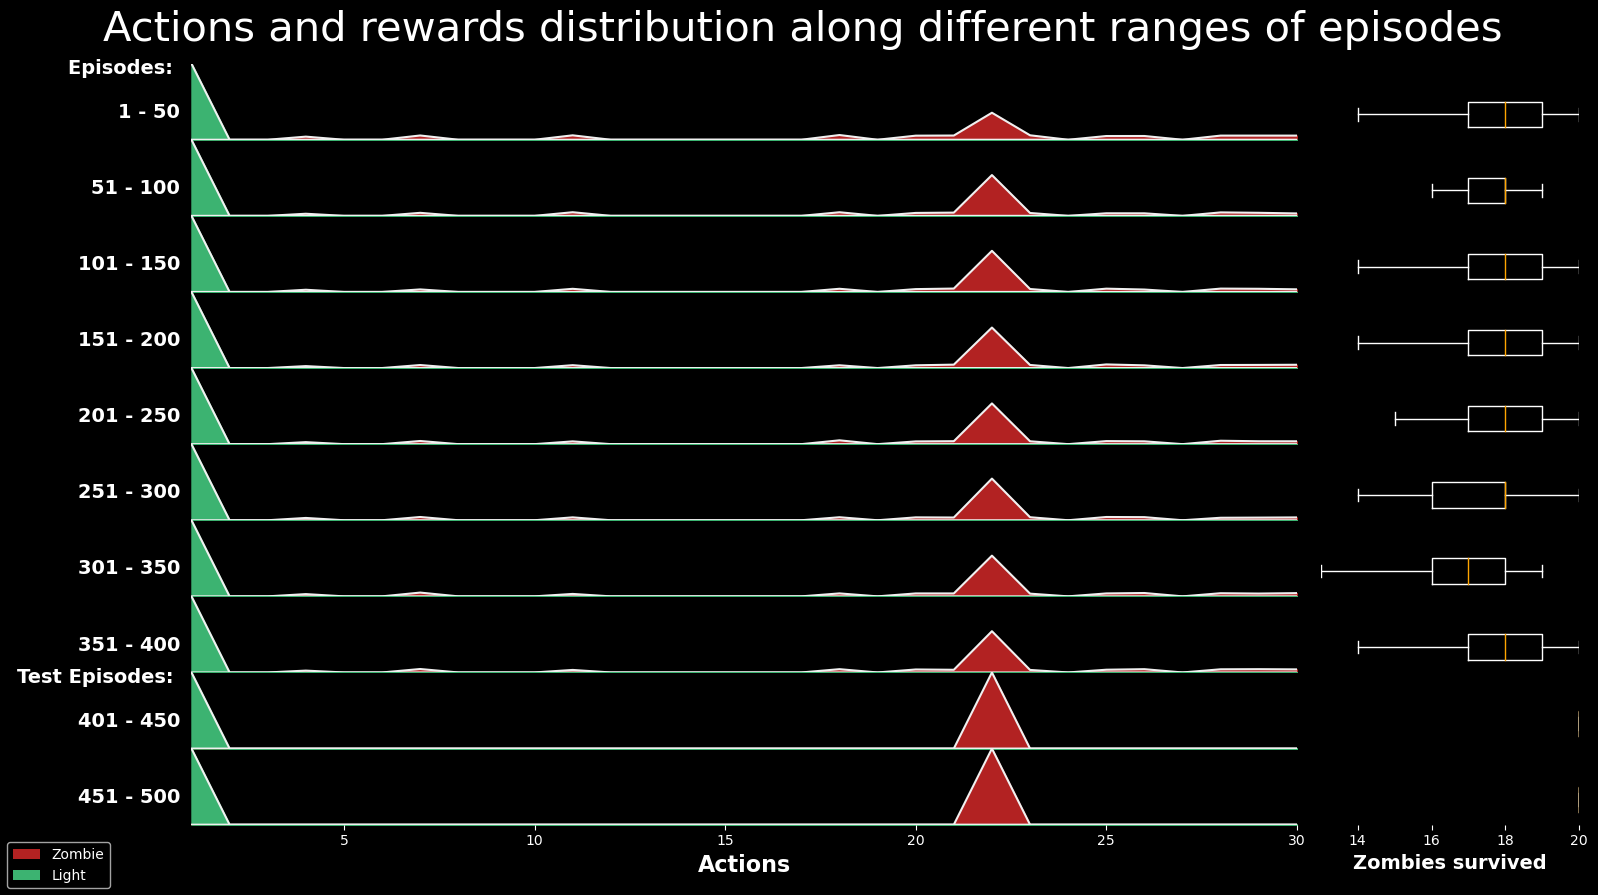 Actions and rewards distribution along different ranges of episodes
Episodes:
1 - 50
51 - 100
101 - 150
151 - 200
201 - 250
251 - 300
301 - 350
351 - 400
Test Episodes:
401 - 450
451 - 500
5 10 15 20 25 30
14 16 18 20
Actions
Zombies survived
Zombie
Light